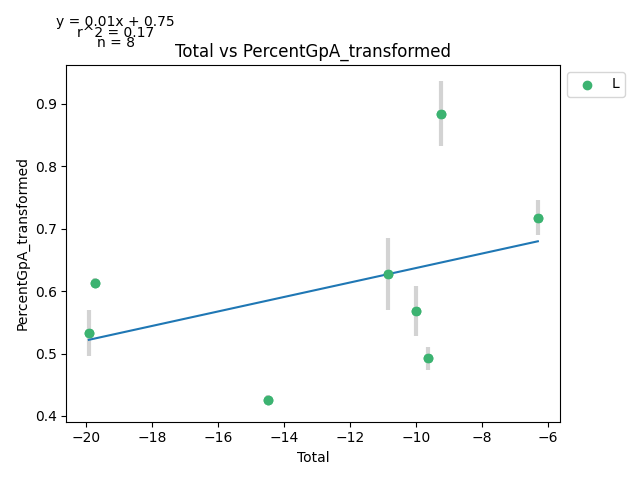 y = 0.01x + 0.75
r^2 = 0.17
n = 8
Total vs PercentGpA_transformed
L
PercentGpA_transformed
0.9
0.8
0.7
0.6
0.5
0.4
−20 −18 −16 −14 −12 −10 −8 −6
Total